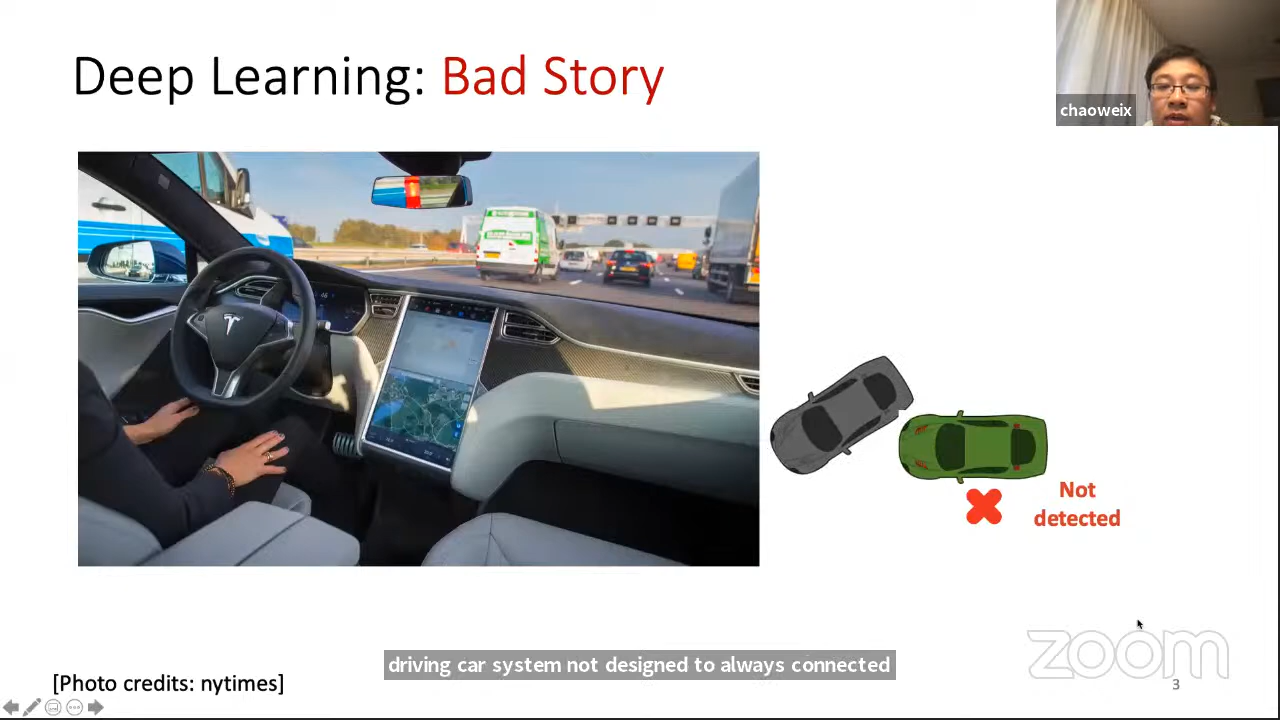 Deep Learning: Bad Story
chaoweix
Not
detected
driving car system not designed to always connected
zoom
[Photo credits: nytimes]
3